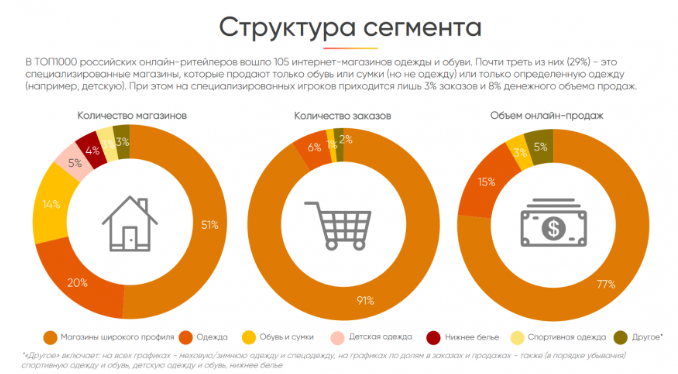 Структура сегмента
В ТОП1000 российских онлайн-ритейлеров вошло 105 интернет-магазинов одежды и обуви. Почти треть из них (29%) - это
специализированные магазины, которые продают только обувь или сумки (но не одежду) или только определенную одежду
(например, детскую). При этом на специализированных игроков приходится лишь 3% заказов и 8% денежного объема продаж.
Количество магазинов
51%
20%
14%
5%
4%
3%
Количество заказов
91%
6%
1%
2%
Объем онлайн-продаж
77%
15%
3%
5%
Магазины широкого профиля
Одежда
Обувь и сумки
Детская одежда
Нижнее белье
Спортивная одежда
Другое*
*«Другое» включает: на всех графиках - меховую/зимнюю одежду и спецодежду, на графиках по долям в заказах и продажах - также (в порядке убывания)
спортивную одежду и обувь, детскую одежду и обувь, нижнее белье